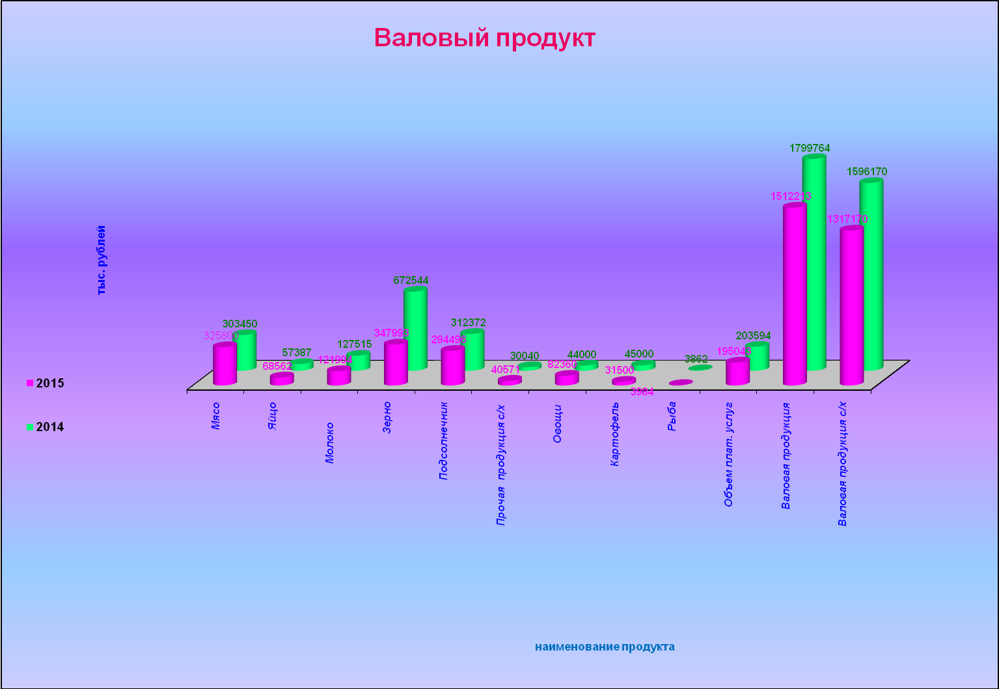 Валовый продукт
тыс. рублей
1799764
1596170
1512213
1317170
672544
303450
57387
127515
312372
30040
44000
45000
3862
203594
68562
347993
40571
82360
31500
3984
195043
2015
2014
Мясо
Яйцо
Молоко
Зерно
Подсолнечник
Прочая продукция с/х
Овощи
Картофель
Рыба
Объем плат. услуг
Валовая продукция
Валовая продукция с/х
наименование продукта